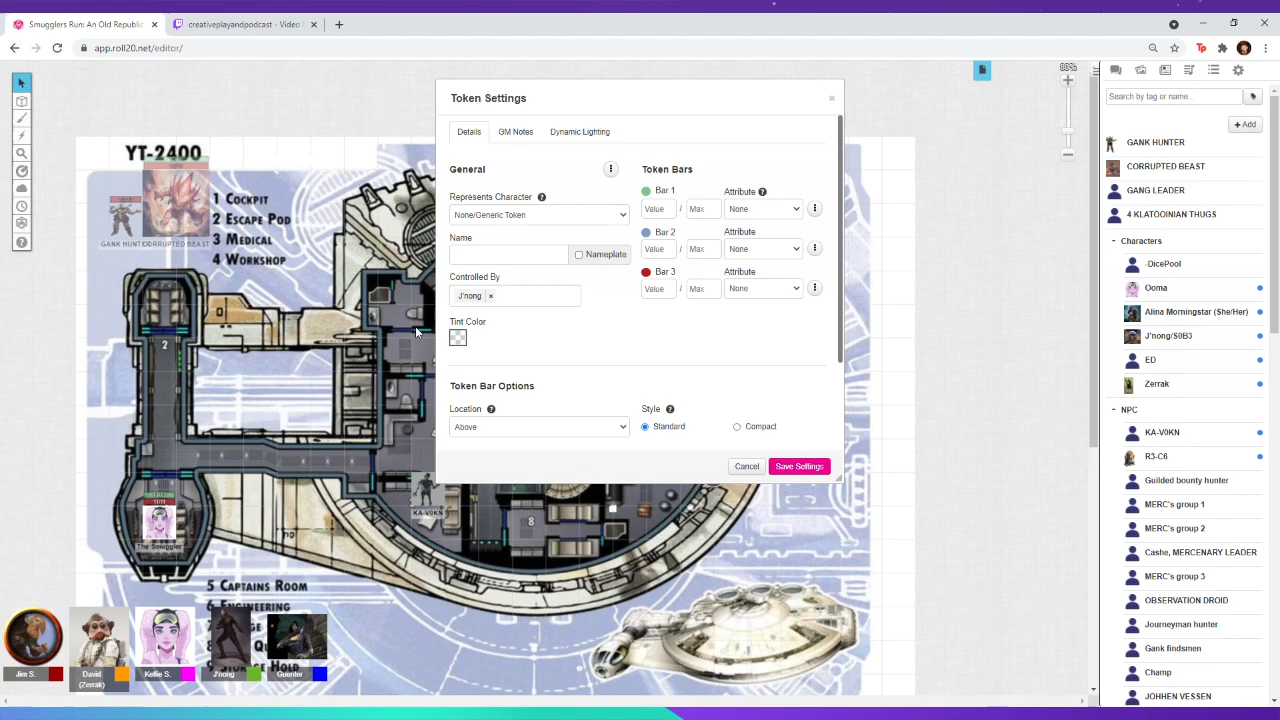 Smugglers Run: An Old Republic
creativeplayandpodcast - Video
app.roll20.net/editor/
Tp
80%
Token Settings
Details
GM Notes
Dynamic Lighting
General
Represents Character
None/Generic Token
Name
Nameplate
Controlled By
J'nong ×
Tint Color
Token Bars
Bar 1
Attribute
Value / Max
None
Bar 2
Attribute
Value / Max
None
Bar 3
Attribute
Value / Max
None
Token Bar Options
Location
Above
Style
Standard
Compact
Cancel
Save Settings
YT-2400
1 Cockpit
2 Escape Pod
3 Medical
4 Workshop
GANK HUNT
CORRUPTED BEAST
2
KA-V0KN
8
11/11
The Smuggler
5 Captains Room
6 Engineering
Jim S.
David
(Zerrak)
Kellie S.
J'nong
Guenter
Search by tag or name...
+ Add
GANK HUNTER
CORRUPTED BEAST
GANG LEADER
4 KLATOOINIAN THUGS
- Characters
-DicePool
Ooma
Alina Morningstar (She/Her)
J'nong/S0B3
ED
Zerrak
- NPC
KA-V0KN
R3-C6
Guilded bounty hunter
MERC's group 1
MERC's group 2
Cashe, MERCENARY LEADER
MERC's group 3
OBSERVATION DROID
Journeyman hunter
Gank findsmen
Champ
JOHHEN VESSEN